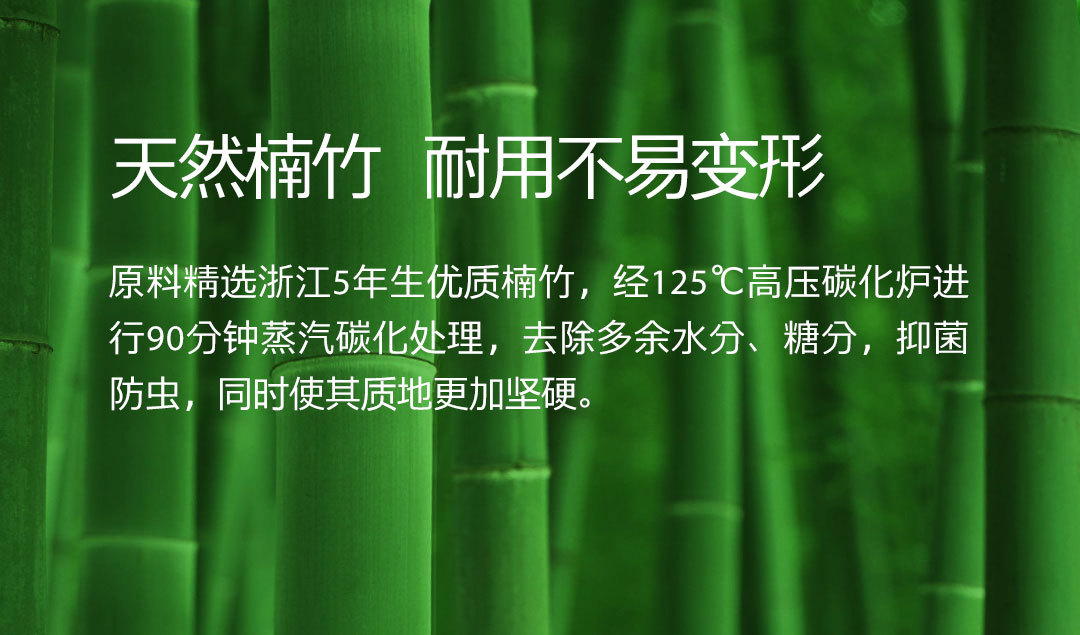 天然楠竹 耐用不易变形
原料精选浙江5年生优质楠竹，经125℃高压碳化炉进
行90分钟蒸汽碳化处理，去除多余水分、糖分，抑菌
防虫，同时使其质地更加坚硬。